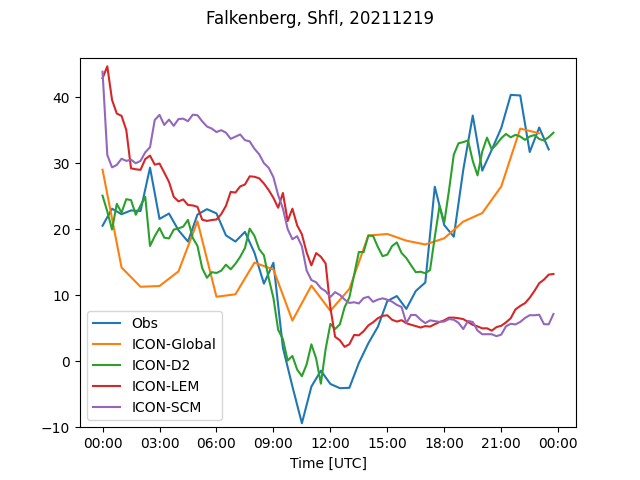 Falkenberg, Shfl, 20211219
40
30
20
10
0
−10
Obs
ICON-Global
ICON-D2
ICON-LEM
ICON-SCM
00:00 03:00 06:00 09:00 12:00 15:00 18:00 21:00 00:00
Time [UTC]